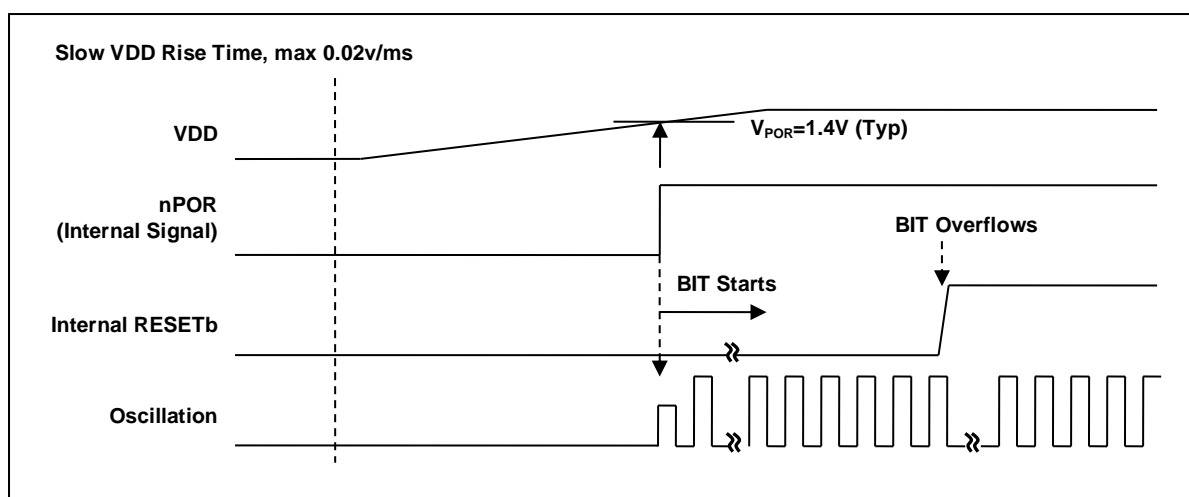 Slow VDD Rise Time, max 0.02v/ms
VDD
VPOR=1.4V (Typ)
nPOR
(Internal Signal)
BIT Overflows
BIT Starts
Internal RESETb
Oscillation